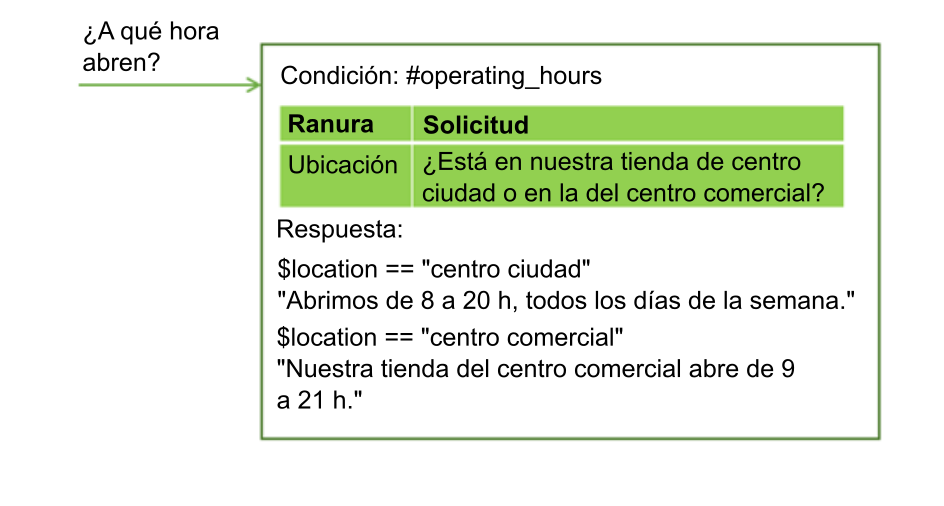 ¿A qué hora
abren?
Condición: #operating_hours
Ranura Solicitud
Ubicación ¿Está en nuestra tienda de centro
ciudad o en la del centro comercial?
Respuesta:
$location == "centro ciudad"
"Abrimos de 8 a 20 h, todos los días de la semana."
$location == "centro comercial"
"Nuestra tienda del centro comercial abre de 9
a 21 h."